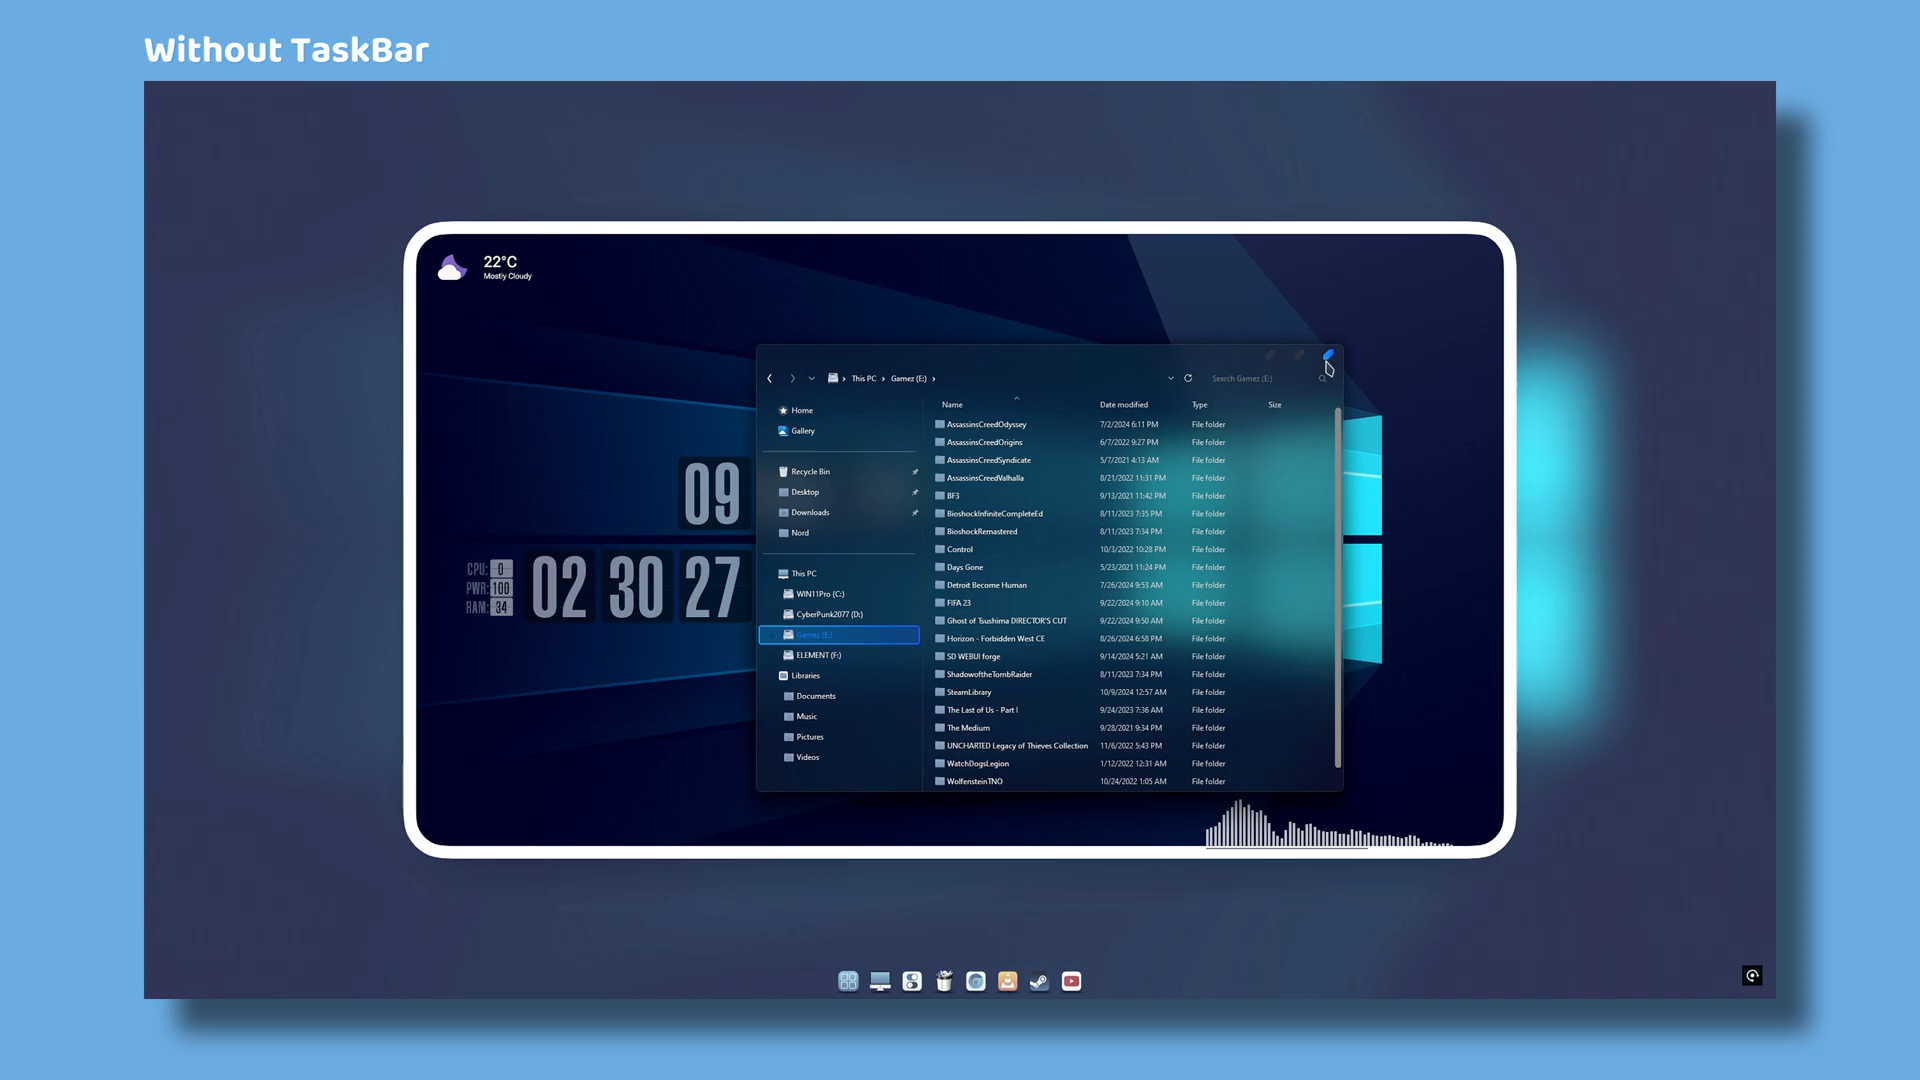 Without TaskBar
22°C
Mostly Cloudy
This PC
Gamez (E:)
Search Gamez (E:)
Name
Date modified
Type
Size
Home
Gallery
Recycle Bin
Desktop
Downloads
Nord
This PC
WIN11Pro (C:)
CyberPunk2077 (D:)
Gamez (E:)
ELEMENT (F:)
Libraries
Documents
Music
Pictures
Videos
AssassinsCreedOdyssey 7/2/2024 6:11 PM File folder
AssassinsCreedOrigins 6/7/2022 9:27 PM File folder
AssassinsCreedSyndicate 5/7/2021 4:13 AM File folder
AssassinsCreedValhalla 8/21/2022 11:31 PM File folder
BF3 9/13/2021 11:42 PM File folder
BioshockInfiniteCompleteEd 8/11/2023 7:35 PM File folder
BioshockRemastered 8/11/2023 7:34 PM File folder
Control 10/3/2022 10:28 PM File folder
Days Gone 5/23/2021 11:24 PM File folder
Detroit Become Human 7/26/2024 9:53 AM File folder
FIFA 23 9/22/2024 9:10 AM File folder
Ghost of Tsushima DIRECTOR'S CUT 9/22/2024 9:50 AM File folder
Horizon - Forbidden West CE 8/26/2024 6:58 PM File folder
SD WEBUI forge 9/14/2024 5:21 AM File folder
ShadowoftheTombRaider 8/11/2023 7:34 PM File folder
SteamLibrary 10/9/2024 12:57 AM File folder
The Last of Us - Part I 9/24/2023 7:36 AM File folder
The Medium 9/28/2021 9:34 PM File folder
UNCHARTED Legacy of Thieves Collection 11/6/2022 5:43 PM File folder
WatchDogsLegion 1/12/2022 12:31 AM File folder
WolfensteinTNO 10/24/2022 1:05 AM File folder
09
CPU: 0
PWR: 100
RAM: 34
02 30 27